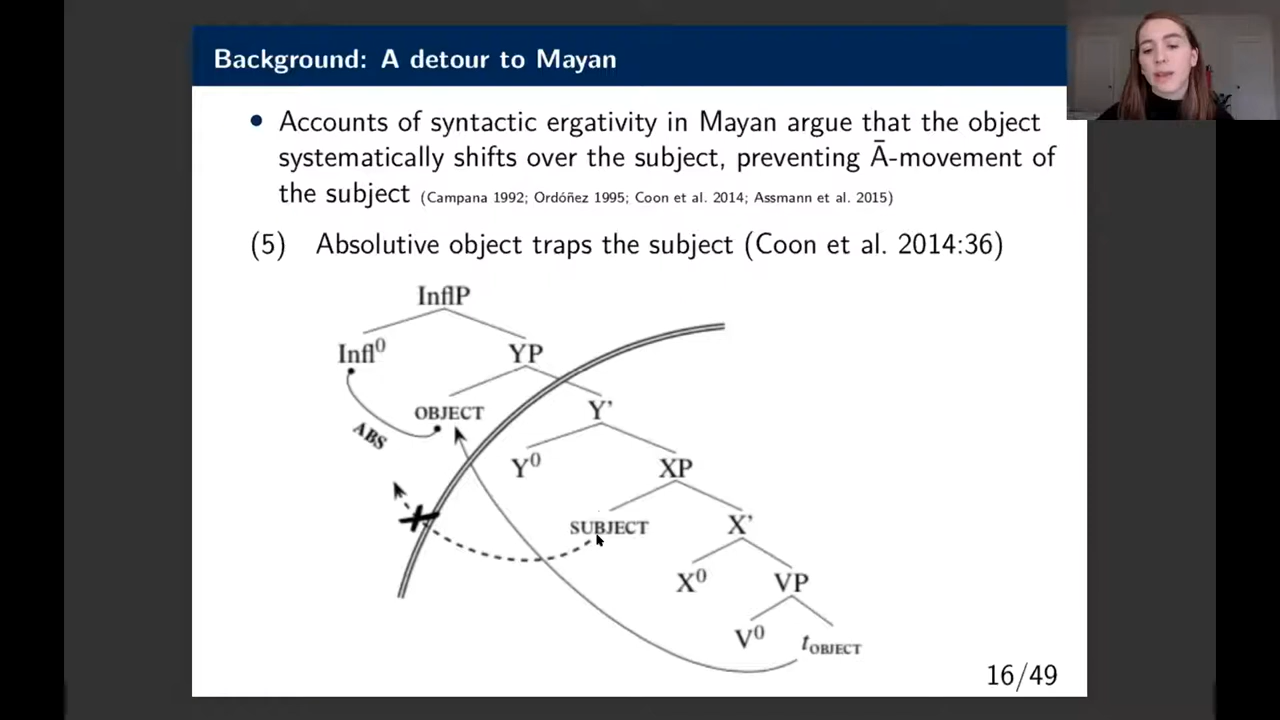 Background: A detour to Mayan
• Accounts of syntactic ergativity in Mayan argue that the object
systematically shifts over the subject, preventing Ā-movement of
the subject (Campana 1992; Ordóñez 1995; Coon et al. 2014; Assmann et al. 2015)
(5) Absolutive object traps the subject (Coon et al. 2014:36)
InflP
Infl⁰ YP
OBJECT Y’
ABS
Y⁰ XP
SUBJECT X’
X⁰ VP
V⁰ tOBJECT
16/49